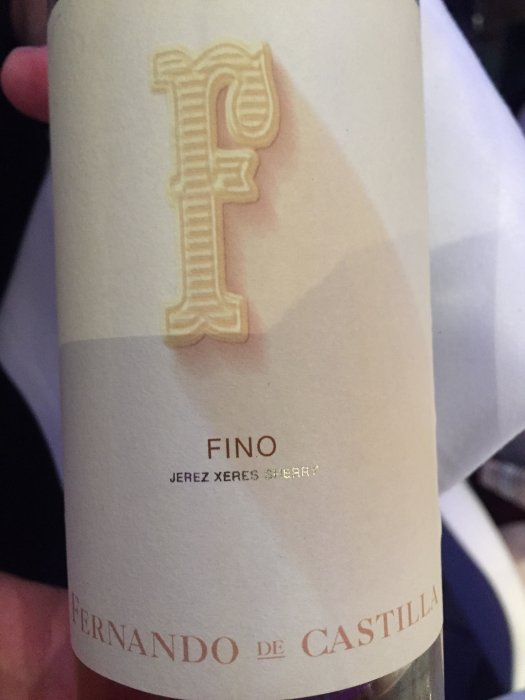 F
FINO
JEREZ XERES SHERRY
FERNANDO DE CASTILLA